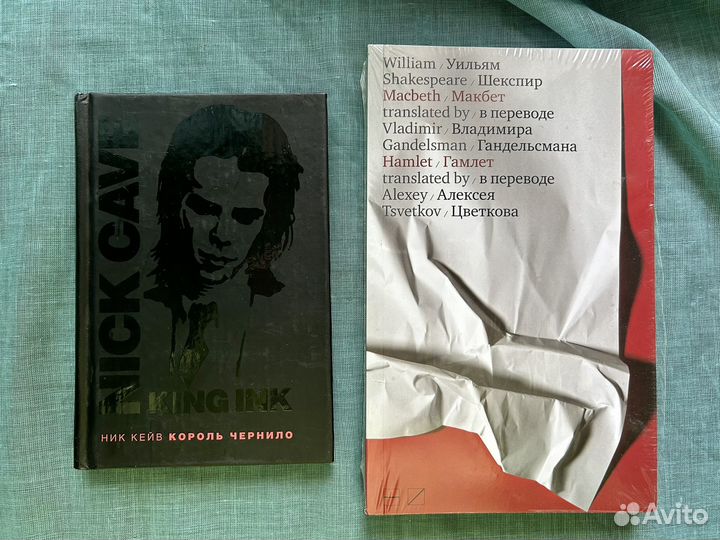 NICK CAVE
KING INK
НИК КЕЙВ КОРОЛЬ ЧЕРНИЛО
William / Уильям
Shakespeare / Шекспир
Macbeth / Макбет
translated by / в переводе
Vladimir / Владимира
Gandelsman / Гандельсмана
Hamlet / Гамлет
translated by / в переводе
Alexey / Алексея
Tsvetkov / Цветкова
Avito